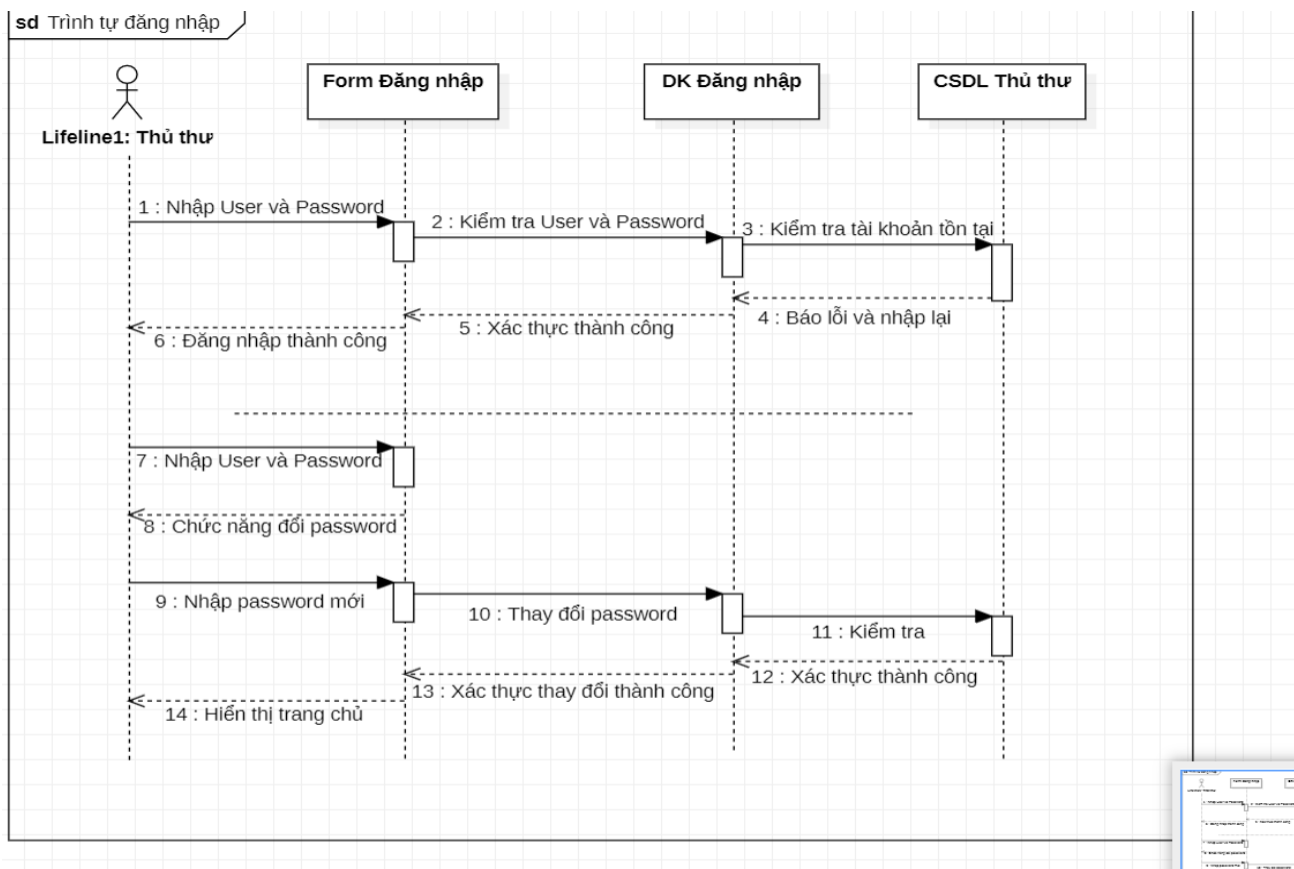 sd Trình tự đăng nhập
Form Đăng nhập
DK Đăng nhập
CSDL Thủ thư
Lifeline1: Thủ thư
1 : Nhập User và Password
2 : Kiểm tra User và Password
3 : Kiểm tra tài khoản tồn tại
4 : Báo lỗi và nhập lại
5 : Xác thực thành công
6 : Đăng nhập thành công
7 : Nhập User và Password
8 : Chức năng đổi password
9 : Nhập password mới
10 : Thay đổi password
11 : Kiểm tra
12 : Xác thực thành công
13 : Xác thực thay đổi thành công
14 : Hiển thị trang chủ